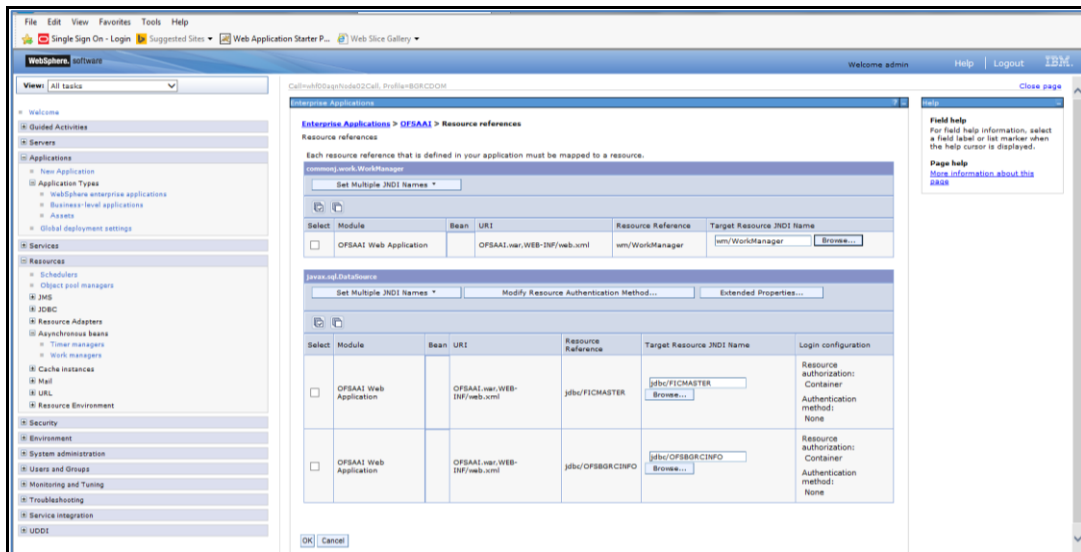 File Edit View Favorites Tools Help
Single Sign On - Login Suggested Sites Web Application Starter P... Web Slice Gallery
WebSphere. software Welcome admin Help Logout IBM.
View: All tasks
Close page
Welcome
Guided Activities
Servers
Applications
New Application
Application Types
WebSphere enterprise applications
Business-level applications
Assets
Global deployment settings
Services
Resources
Schedulers
Object pool managers
JMS
JDBC
Resource Adapters
Asynchronous beans
Timer managers
Work managers
Cache instances
Mail
URL
Resource Environment
Security
Environment
System administration
Users and Groups
Monitoring and Tuning
Troubleshooting
Service integration
UDDI
Enterprise Applications
Enterprise Applications > OFSAAI > Resource references
Resource references
Each resource reference that is defined in your application must be mapped to a resource.
commonj.work.WorkManager
Set Multiple JNDI Names
Select Module Bean URI Resource Reference Target Resource JNDI Name
OFSAAI Web Application OFSAAI.war,WEB-INF/web.xml wm/WorkManager wm/WorkManager Browse...
javax.sql.DataSource
Set Multiple JNDI Names Modify Resource Authentication Method... Extended Properties...
Select Module Bean URI Resource Reference Target Resource JNDI Name Login configuration
OFSAAI Web Application OFSAAI.war,WEB-INF/web.xml jdbc/FICMASTER jdbc/FICMASTER Browse... Resource authorization: Container Authentication method: None
OFSAAI Web Application OFSAAI.war,WEB-INF/web.xml jdbc/OFSBGRCINFO jdbc/OFSBGRCINFO Browse... Resource authorization: Container Authentication method: None
OK Cancel
Help
Field help
For field help information, select
a field label or list marker when
the help cursor is displayed.
Page help
More information about this
page